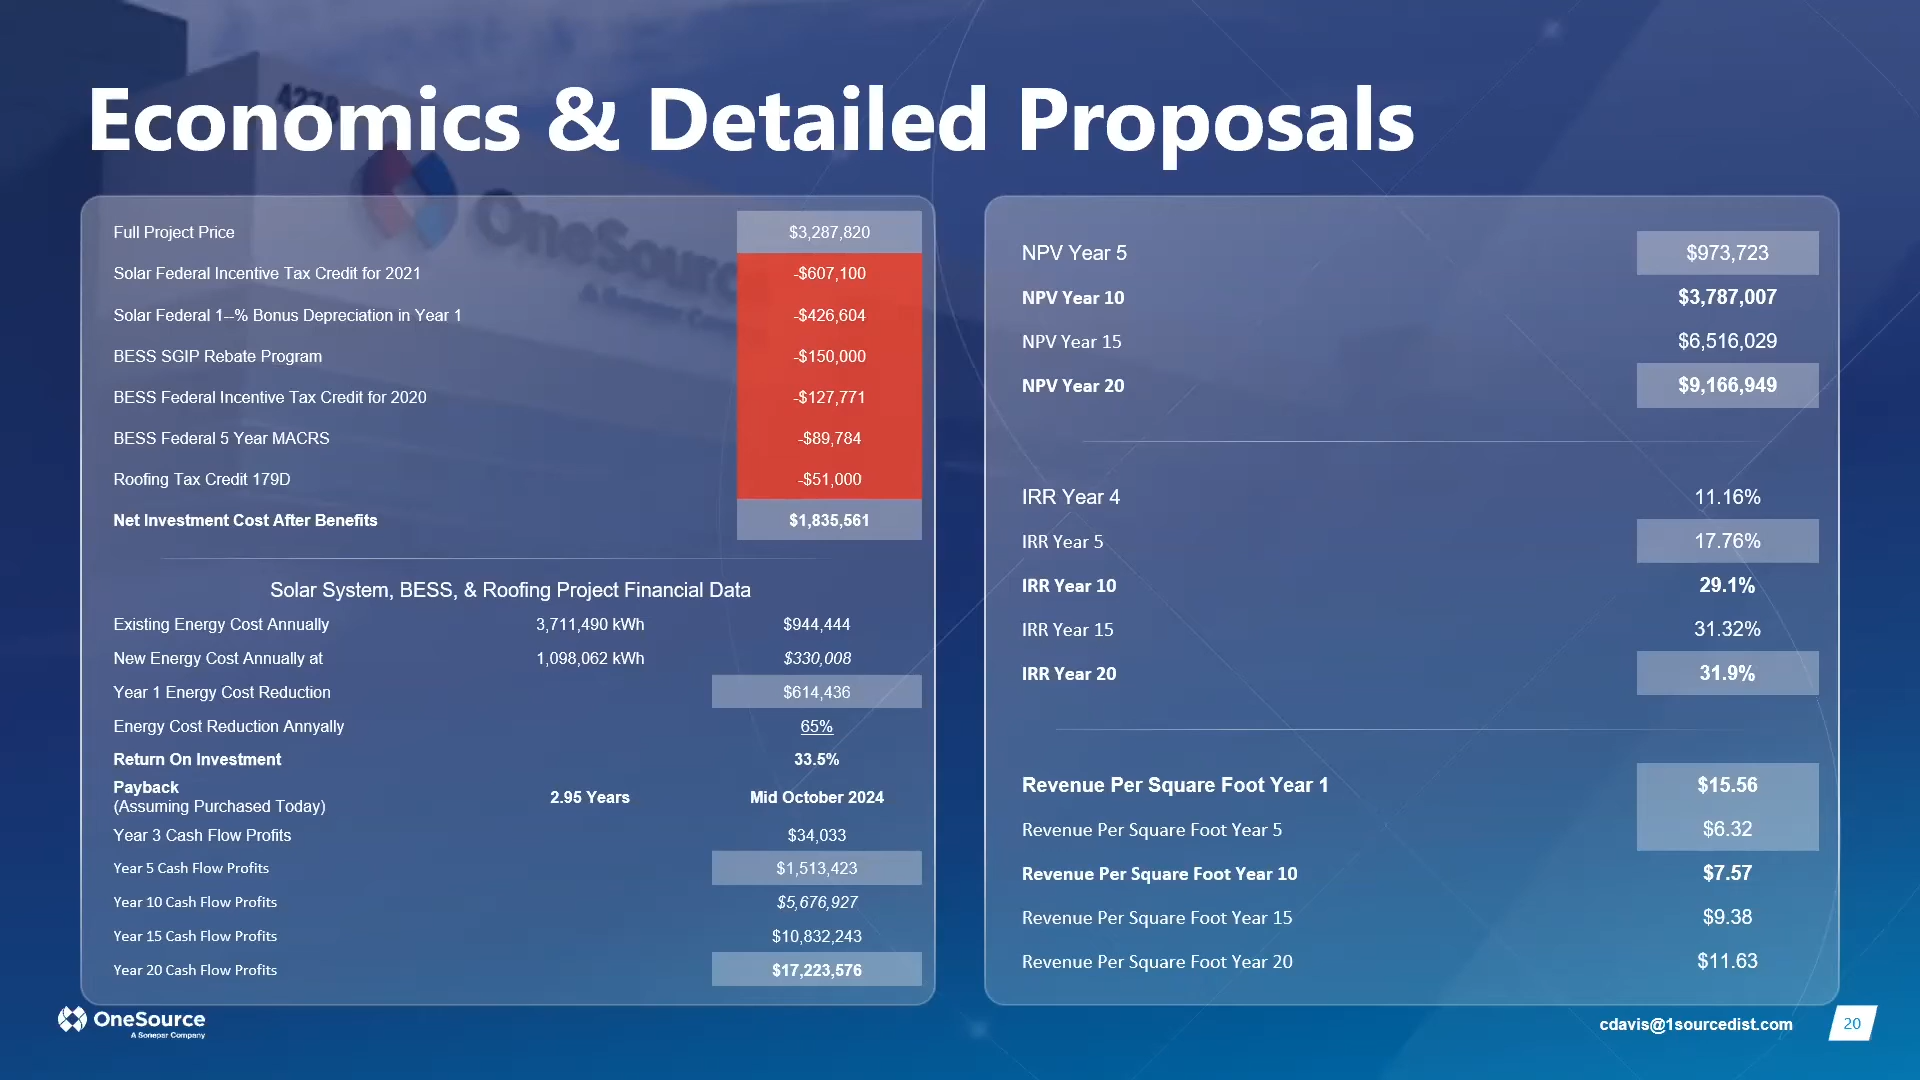 4278
Economics & Detailed Proposals
OneSource
A Sonepar Company
Full Project Price $3,287,820
Solar Federal Incentive Tax Credit for 2021 -$607,100
Solar Federal 1--% Bonus Depreciation in Year 1 -$426,604
BESS SGIP Rebate Program -$150,000
BESS Federal Incentive Tax Credit for 2020 -$127,771
BESS Federal 5 Year MACRS -$89,784
Roofing Tax Credit 179D -$51,000
Net Investment Cost After Benefits $1,835,561
Solar System, BESS, & Roofing Project Financial Data
Existing Energy Cost Annually 3,711,490 kWh $944,444
New Energy Cost Annually at 1,098,062 kWh $330,008
Year 1 Energy Cost Reduction $614,436
Energy Cost Reduction Annyally 65%
Return On Investment 33.5%
Payback
(Assuming Purchased Today) 2.95 Years Mid October 2024
Year 3 Cash Flow Profits $34,033
Year 5 Cash Flow Profits $1,513,423
Year 10 Cash Flow Profits $5,676,927
Year 15 Cash Flow Profits $10,832,243
Year 20 Cash Flow Profits $17,223,576
NPV Year 5 $973,723
NPV Year 10 $3,787,007
NPV Year 15 $6,516,029
NPV Year 20 $9,166,949
IRR Year 4 11.16%
IRR Year 5 17.76%
IRR Year 10 29.1%
IRR Year 15 31.32%
IRR Year 20 31.9%
Revenue Per Square Foot Year 1 $15.56
Revenue Per Square Foot Year 5 $6.32
Revenue Per Square Foot Year 10 $7.57
Revenue Per Square Foot Year 15 $9.38
Revenue Per Square Foot Year 20 $11.63
OneSource
A Sonepar Company
cdavis@1sourcedist.com
20